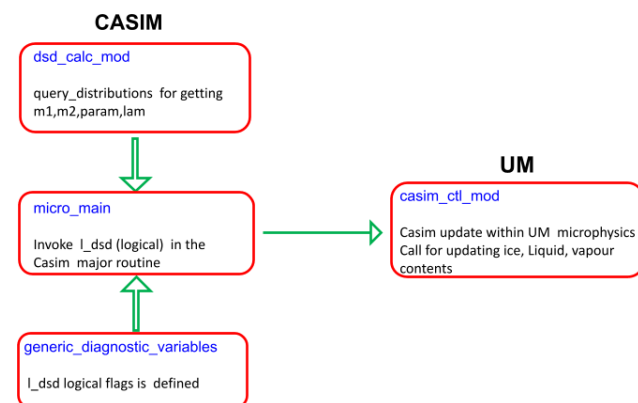 CASIM
dsd_calc_mod
query_distributions for getting
m1,m2,param,lam
micro_main
Invoke l_dsd (logical) in the
Casim major routine
generic_diagnostic_variables
l_dsd logical flags is defined
UM
casim_ctl_mod
Casim update within UM microphysics
Call for updating ice, Liquid, vapour
contents